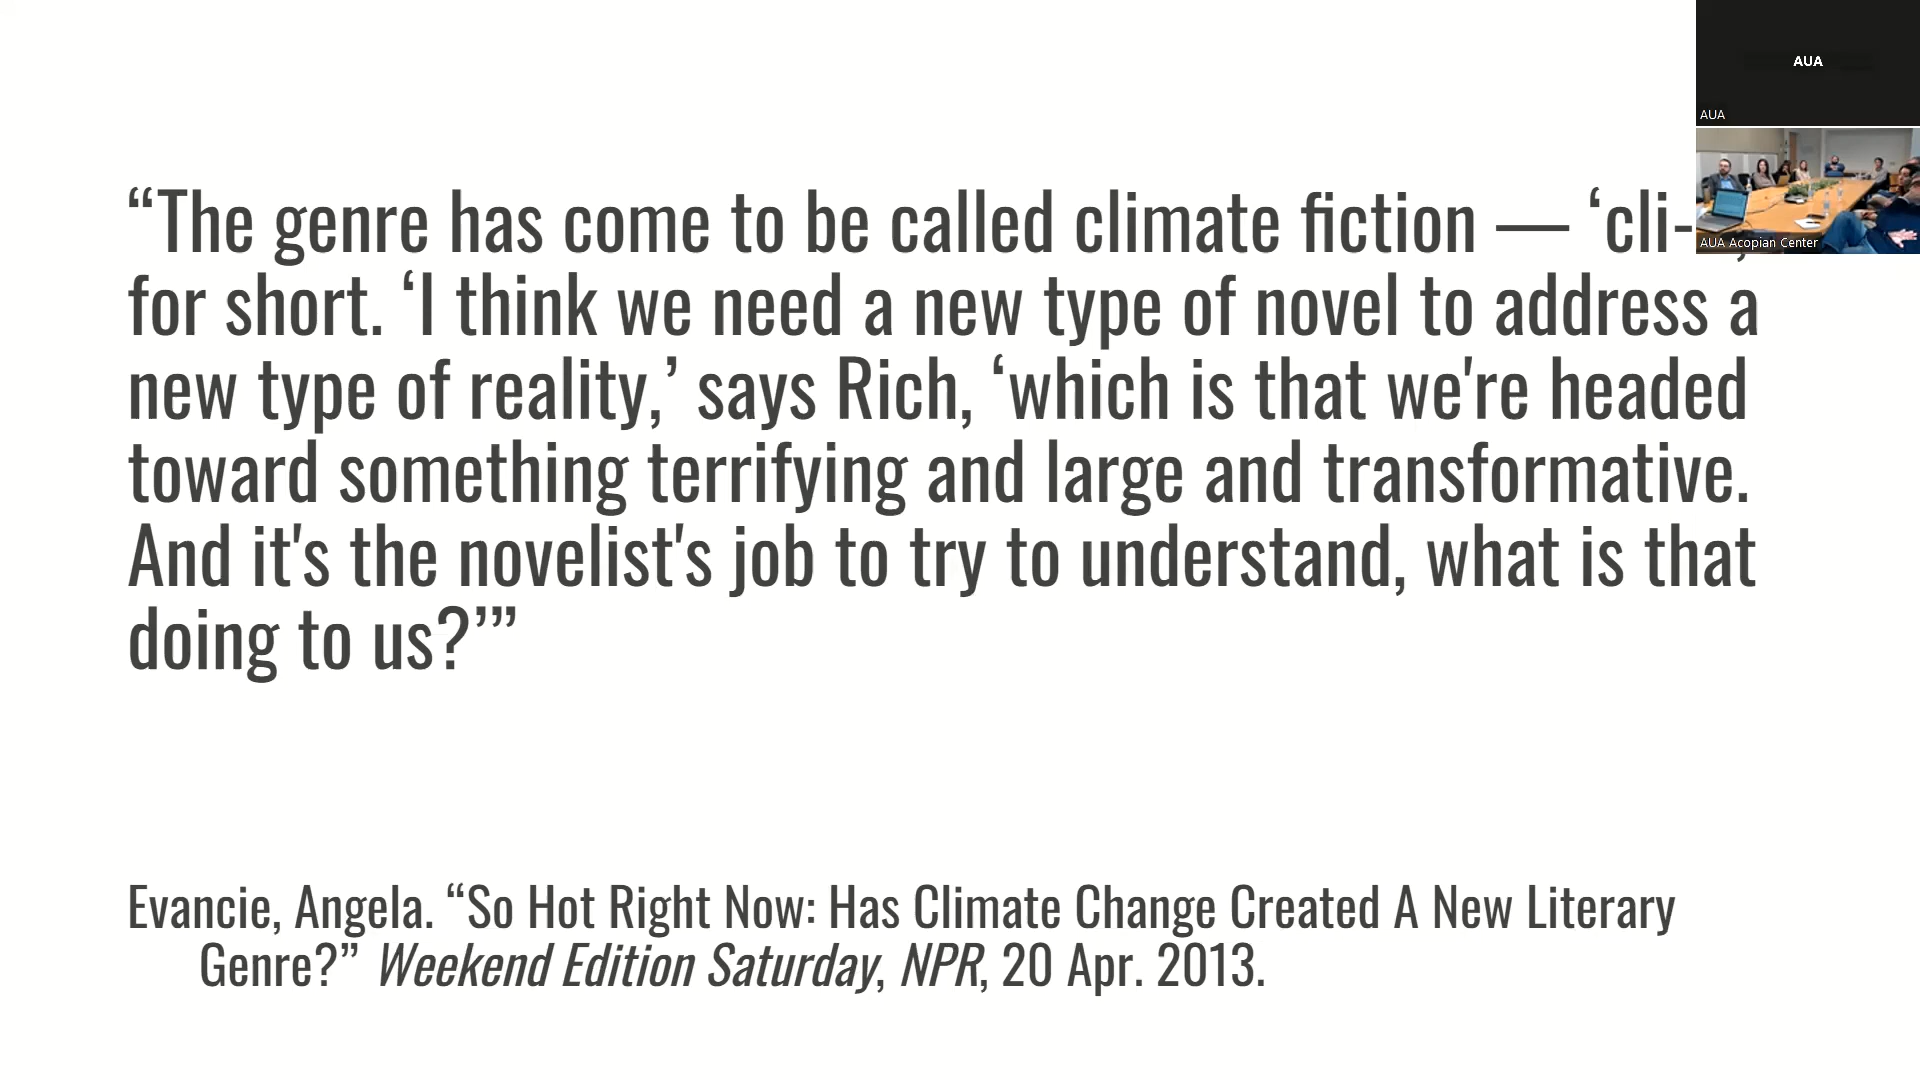 AUA
AUA
“The genre has come to be called climate fiction — ‘cli-
AUA Acopian Center
for short. ‘I think we need a new type of novel to address a
new type of reality,’ says Rich, ‘which is that we're headed
toward something terrifying and large and transformative.
And it's the novelist's job to try to understand, what is that
doing to us?’”
Evancie, Angela. “So Hot Right Now: Has Climate Change Created A New Literary
Genre?” Weekend Edition Saturday, NPR, 20 Apr. 2013.